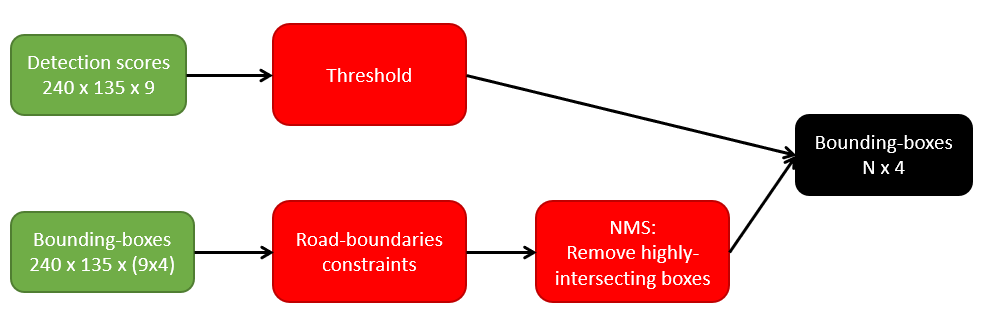 Detection scores
240 x 135 x 9
Threshold
Bounding-boxes
N x 4
Bounding-boxes
240 x 135 x (9x4)
Road-boundaries
constraints
NMS:
Remove highly-
intersecting boxes